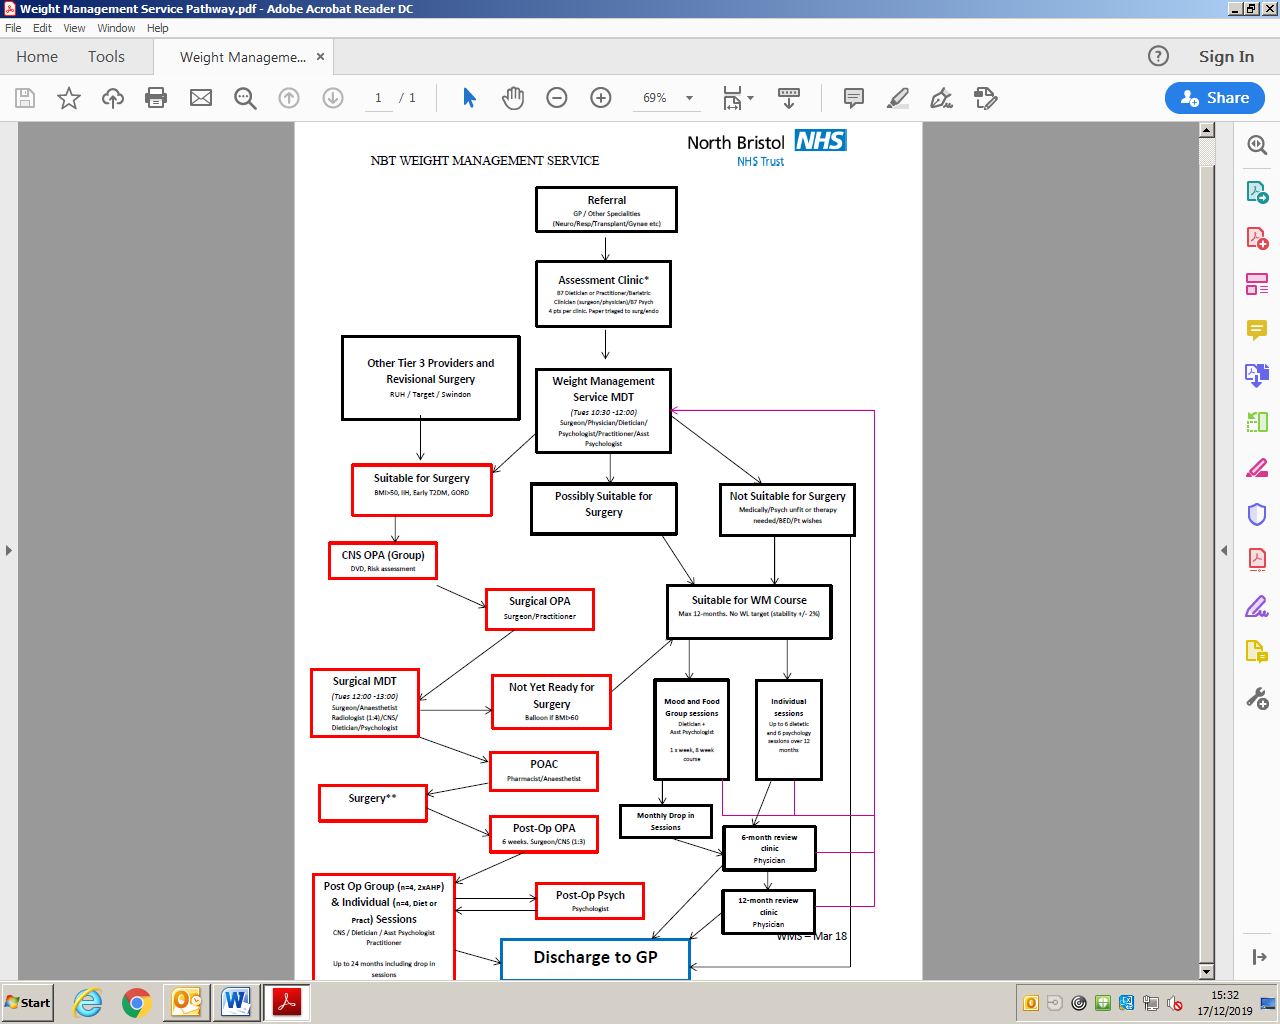 Weight Management Service Pathway.pdf - Adobe Acrobat Reader DC
File Edit View Window Help
Home Tools Weight Manageme... × Sign In
1 / 1 69% Share
North Bristol NHS
NHS Trust
NBT WEIGHT MANAGEMENT SERVICE
Referral
GP / Other Specialities
(Neuro/Resp/Transplant/Gynae etc)
Assessment Clinic*
B7 Dietician or Practitioner/Bariatric
Clinician (surgeon/physician)/B7 Psych
4 pts per clinic. Paper triaged to surg/endo
Other Tier 3 Providers and
Revisional Surgery
RUH / Target / Swindon
Weight Management
Service MDT
(Tues 10:30 -12:00)
Surgeon/Physician/Dietician/
Psychologist/Practitioner/Asst
Psychologist
Suitable for Surgery
BMI>50, IIH, Early T2DM, GORD
Possibly Suitable for
Surgery
Not Suitable for Surgery
Medically/Psych unfit or therapy
needed/BED/Pt wishes
CNS OPA (Group)
DVD, Risk assessment
Surgical OPA
Surgeon/Practitioner
Suitable for WM Course
Max 12-months. No WL target (stability +/- 2%)
Surgical MDT
(Tues 12:00 -13:00)
Surgeon/Anaesthetist
Radiologist (1:4)/CNS/
Dietician/Psychologist
Not Yet Ready for
Surgery
Balloon if BMI>60
Mood and Food
Group sessions
Dietician +
Asst Psychologist
1 x week, 8 week
course
Individual
sessions
Up to 6 dietetic
and 6 psychology
sessions over 12
months
POAC
Pharmacist/Anaesthetist
Surgery**
Monthly Drop in
Sessions
Post-Op OPA
6 weeks. Surgeon/CNS (1:3)
6-month review
clinic
Physician
Post Op Group (n=4, 2xAHP)
& Individual (n=4, Diet or
Pract) Sessions
CNS / Dietician / Asst Psychologist
Practitioner
Up to 24 months including drop in
sessions
Post-Op Psych
Psychologist
12-month review
clinic
Physician
WMS – Mar 18
Discharge to GP
Start
15:32
17/12/2019